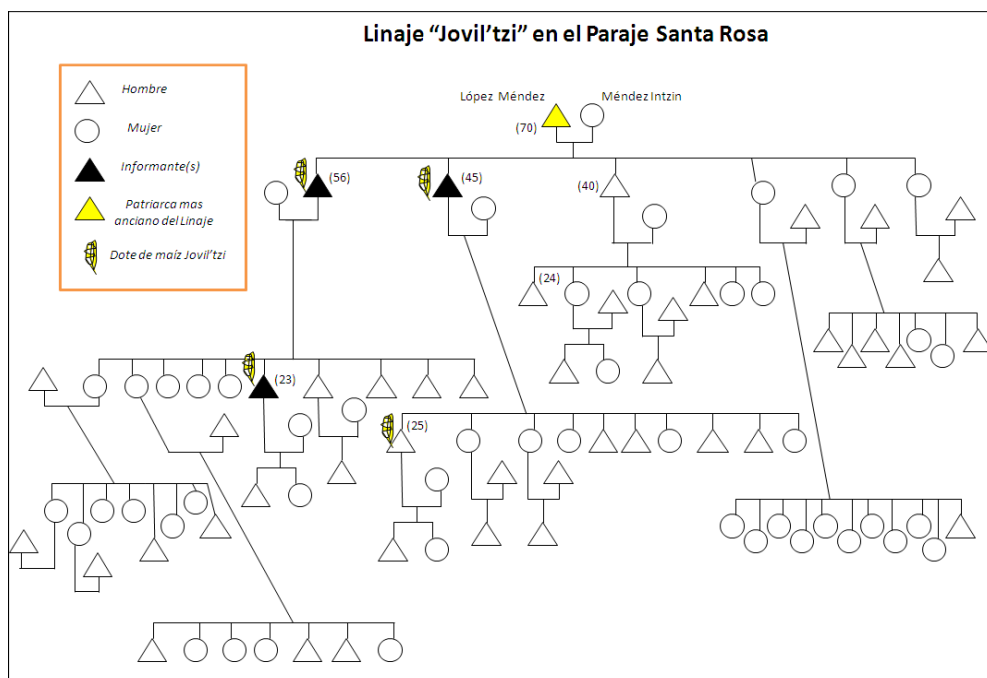 Linaje “Jovil’tzi” en el Paraje Santa Rosa
Hombre
Mujer
Informante(s)
Patriarca mas
anciano del Linaje
Dote de maíz Jovil’tzi
López Méndez
Méndez Intzin
(70)
(56)
(45)
(40)
(24)
(23)
(25)